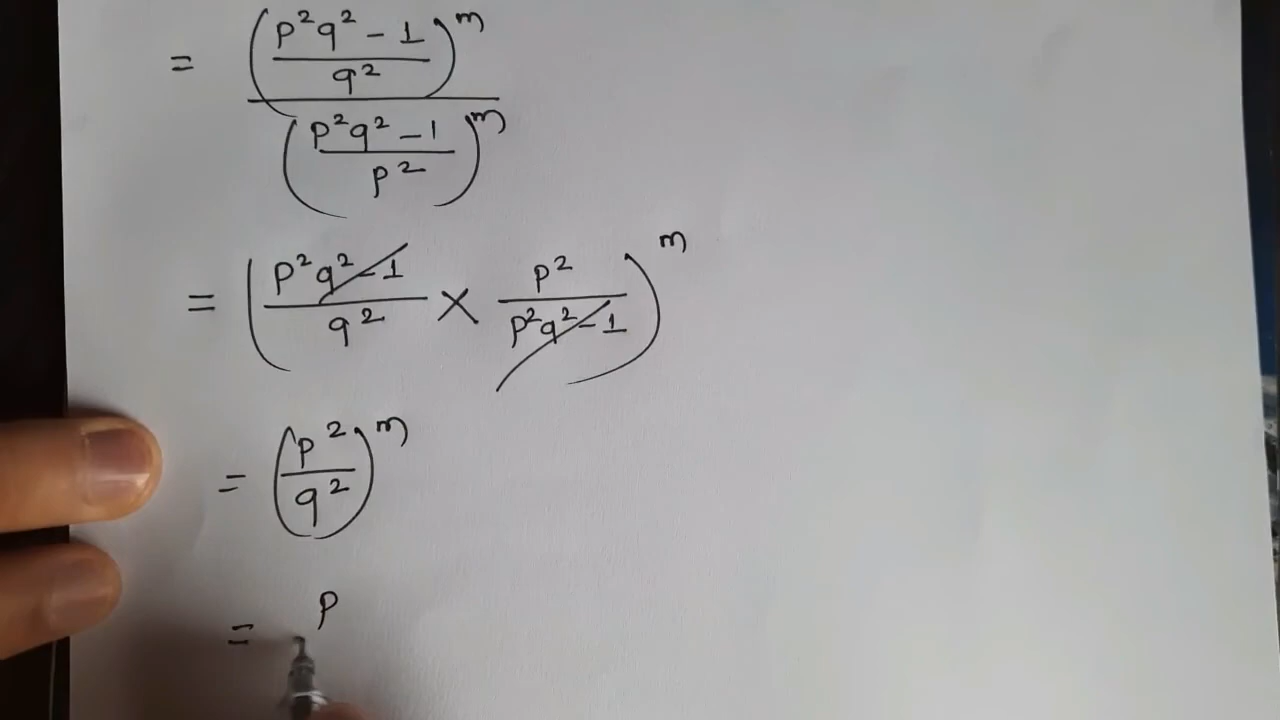 = ((p²q² - 1)/q²)ᵐ / ((p²q² - 1)/p²)ᵐ
= ((p²q² - 1)/q² × p²/(p²q² - 1))ᵐ
= (p²/q²)ᵐ
= p